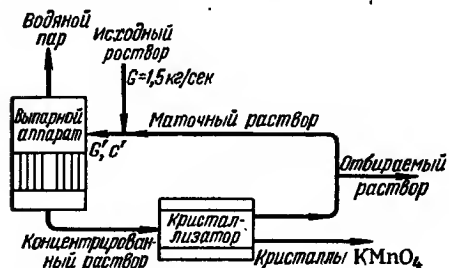 Водяной
пар
Исходный
роствор
G=1,5 кг/сек
Выпарной
аппарат
Маточный раствор
G', c'
Отбираемый
раствор
Кристал-
лизатор
Концентрирован-
ный раствор
Кристаллы KMnO₄